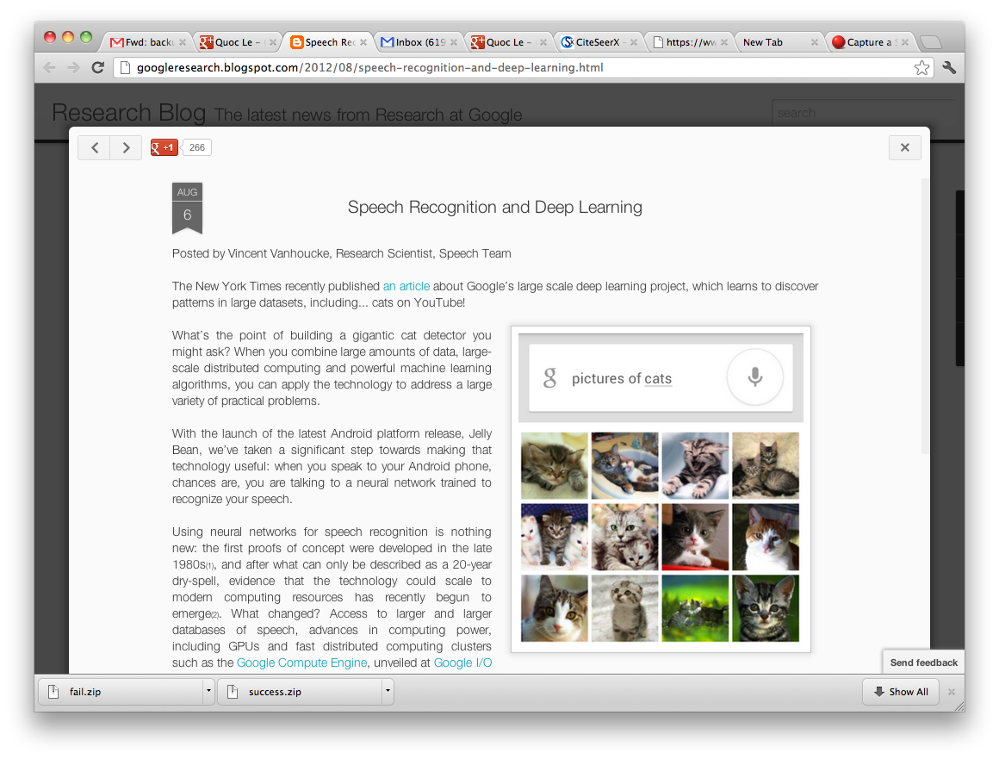 Fwd: back
Quoc Le –
Speech Rec
Inbox (619
Quoc Le –
CiteSeerX –
https://ww
New Tab
Capture a S
googleresearch.blogspot.com/2012/08/speech-recognition-and-deep-learning.html
Research Blog The latest news from Research at Google
search
g +1 266
AUG
6
Speech Recognition and Deep Learning
Posted by Vincent Vanhoucke, Research Scientist, Speech Team
The New York Times recently published an article about Google's large scale deep learning project, which learns to discover
patterns in large datasets, including... cats on YouTube!
What's the point of building a gigantic cat detector you
might ask? When you combine large amounts of data, large-
scale distributed computing and powerful machine learning
algorithms, you can apply the technology to address a large
variety of practical problems.
With the launch of the latest Android platform release, Jelly
Bean, we've taken a significant step towards making that
technology useful: when you speak to your Android phone,
chances are, you are talking to a neural network trained to
recognize your speech.
Using neural networks for speech recognition is nothing
new: the first proofs of concept were developed in the late
1980s(1), and after what can only be described as a 20-year
dry-spell, evidence that the technology could scale to
modern computing resources has recently begun to
emerge(2). What changed? Access to larger and larger
databases of speech, advances in computing power,
including GPUs and fast distributed computing clusters
such as the Google Compute Engine, unveiled at Google I/O
g pictures of cats
Send feedback
fail.zip
success.zip
Show All